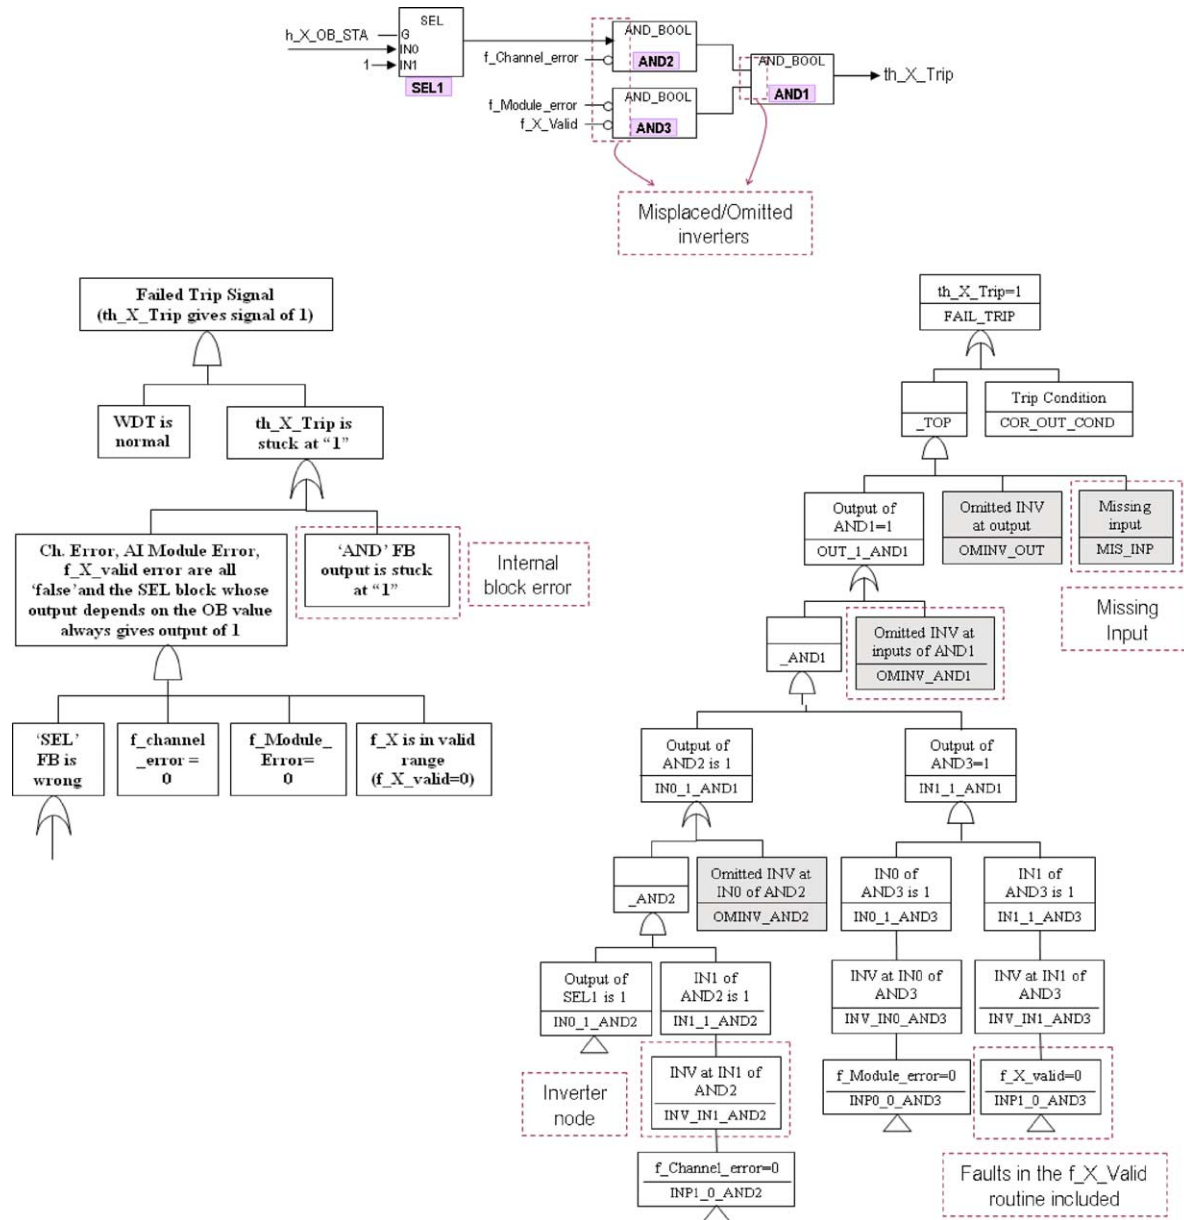 SEL
h_X_OB_STA
G
IN0
1
IN1
SEL1
AND_BOOL
f_Channel_error
AND2
AND_BOOL
f_Module_error
f_X_Valid
AND3
AND_BOOL
AND1
th_X_Trip
Misplaced/Omitted
inverters
Failed Trip Signal
(th_X_Trip gives signal of 1)
WDT is
normal
th_X_Trip is
stuck at “1”
Ch. Error, AI Module Error,
f_X_valid error are all
‘false’and the SEL block whose
output depends on the OB value
always gives output of 1
‘AND’ FB
output is stuck
at “1”
Internal
block error
‘SEL’
FB is
wrong
f_channel
_error =
0
f_Module_
Error=
0
f_X is in valid
range
(f_X_valid=0)
th_X_Trip=1
FAIL_TRIP
_TOP
Trip Condition
COR_OUT_COND
Output of
AND1=1
OUT_1_AND1
Omitted INV
at output
OMINV_OUT
Missing
input
MIS_INP
Missing
Input
_AND1
Omitted INV at
inputs of AND1
OMINV_AND1
Output of
AND2 is 1
IN0_1_AND1
Output of
AND3=1
IN1_1_AND1
_AND2
Omitted INV at
IN0 of AND2
OMINV_AND2
IN0 of
AND3 is 1
IN0_1_AND3
IN1 of
AND3 is 1
IN1_1_AND3
Output of
SEL1 is 1
IN0_1_AND2
IN1 of
AND2 is 1
IN1_1_AND2
INV at IN0 of
AND3
INV_IN0_AND3
INV at IN1 of
AND3
INV_IN1_AND3
Inverter
node
INV at IN1 of
AND2
INV_IN1_AND2
f_Module_error=0
INP0_0_AND3
f_X_valid=0
INP1_0_AND3
f_Channel_error=0
INP1_0_AND2
Faults in the f_X_Valid
routine included